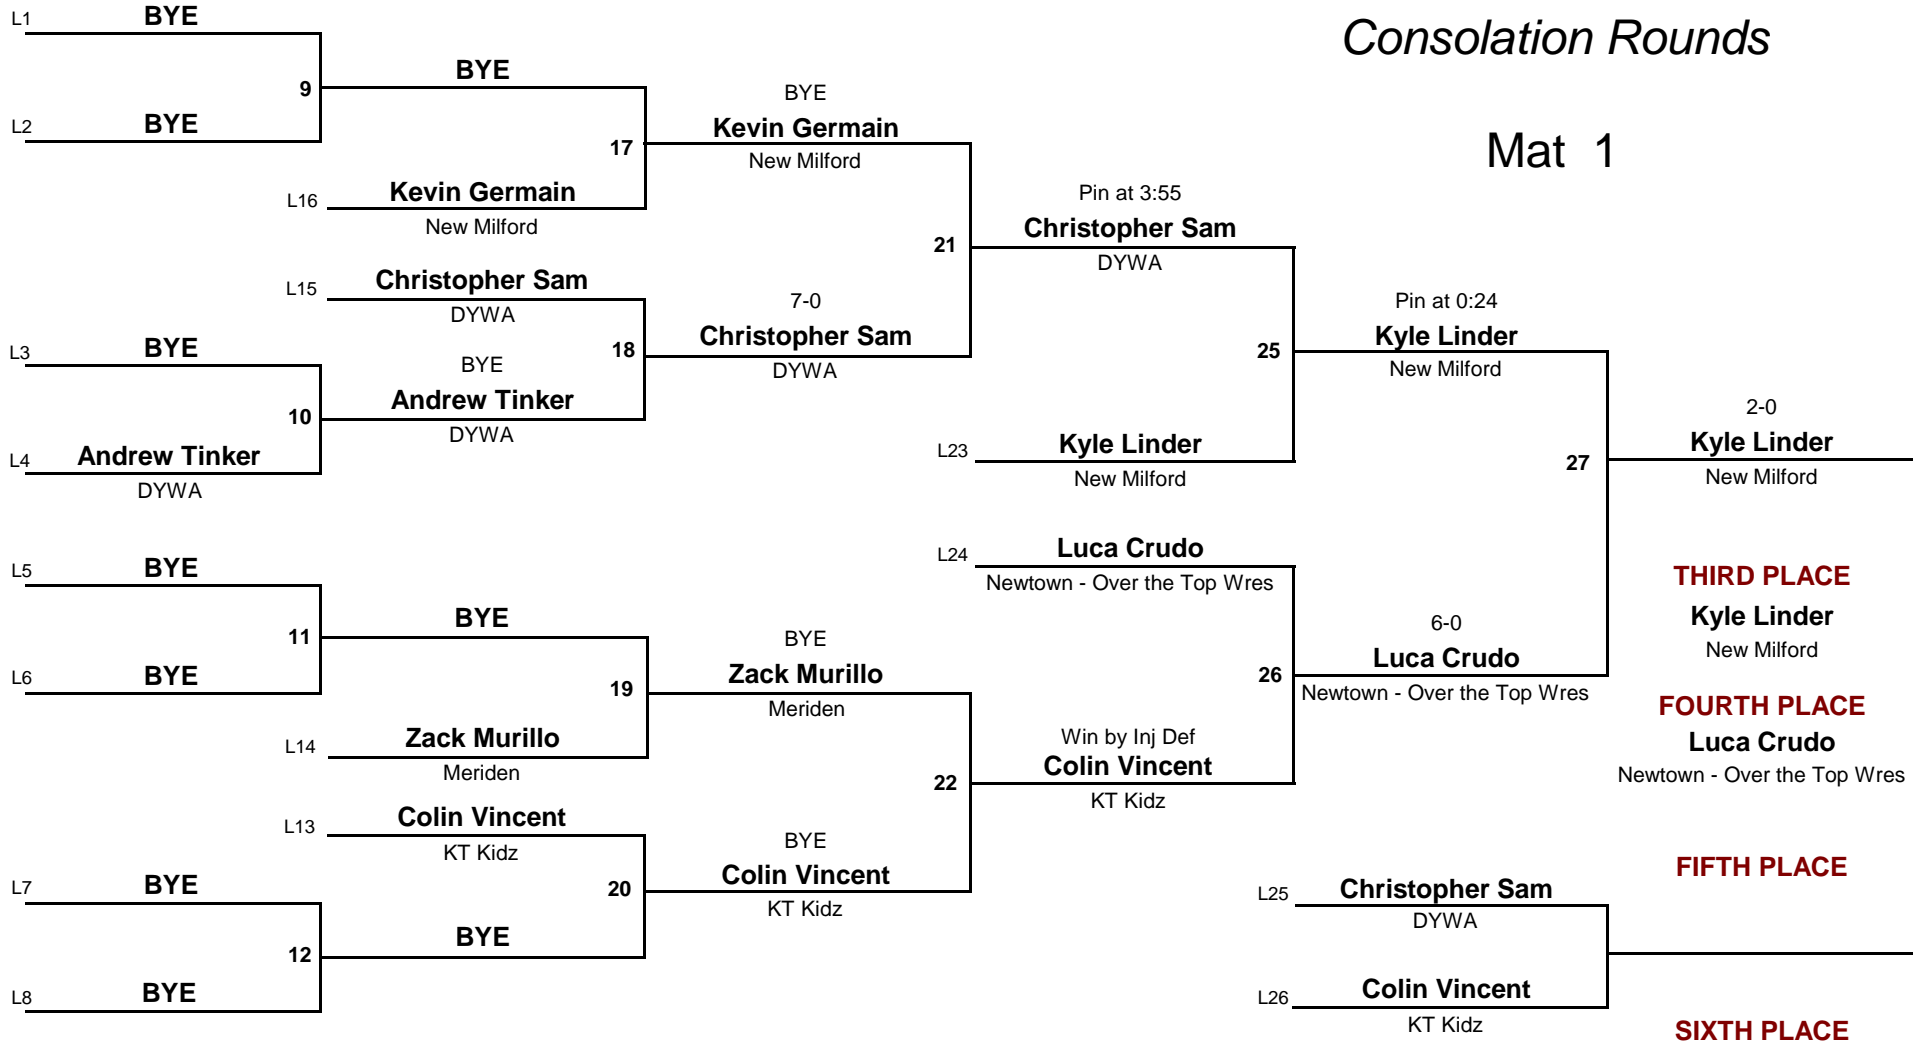 Consolation Rounds
Mat 1
L1 BYE
9
L2 BYE
BYE
17
L16 Kevin Germain
New Milford
BYE
Kevin Germain
New Milford
L15 Christopher Sam
DYWA
18
L3 BYE
10
L4 Andrew Tinker
DYWA
BYE
Andrew Tinker
DYWA
7-0
Christopher Sam
DYWA
21
Pin at 3:55
Christopher Sam
DYWA
25
L23 Kyle Linder
New Milford
Pin at 0:24
Kyle Linder
New Milford
27
2-0
Kyle Linder
New Milford
L5 BYE
11
L6 BYE
BYE
19
L14 Zack Murillo
Meriden
BYE
Zack Murillo
Meriden
22
L13 Colin Vincent
KT Kidz
20
L7 BYE
12
L8 BYE
BYE
BYE
Colin Vincent
KT Kidz
L24 Luca Crudo
Newtown - Over the Top Wres
26
Win by Inj Def
Colin Vincent
KT Kidz
6-0
Luca Crudo
Newtown - Over the Top Wres
THIRD PLACE
Kyle Linder
New Milford
FOURTH PLACE
Luca Crudo
Newtown - Over the Top Wres
L25 Christopher Sam
DYWA
L26 Colin Vincent
KT Kidz
FIFTH PLACE
SIXTH PLACE